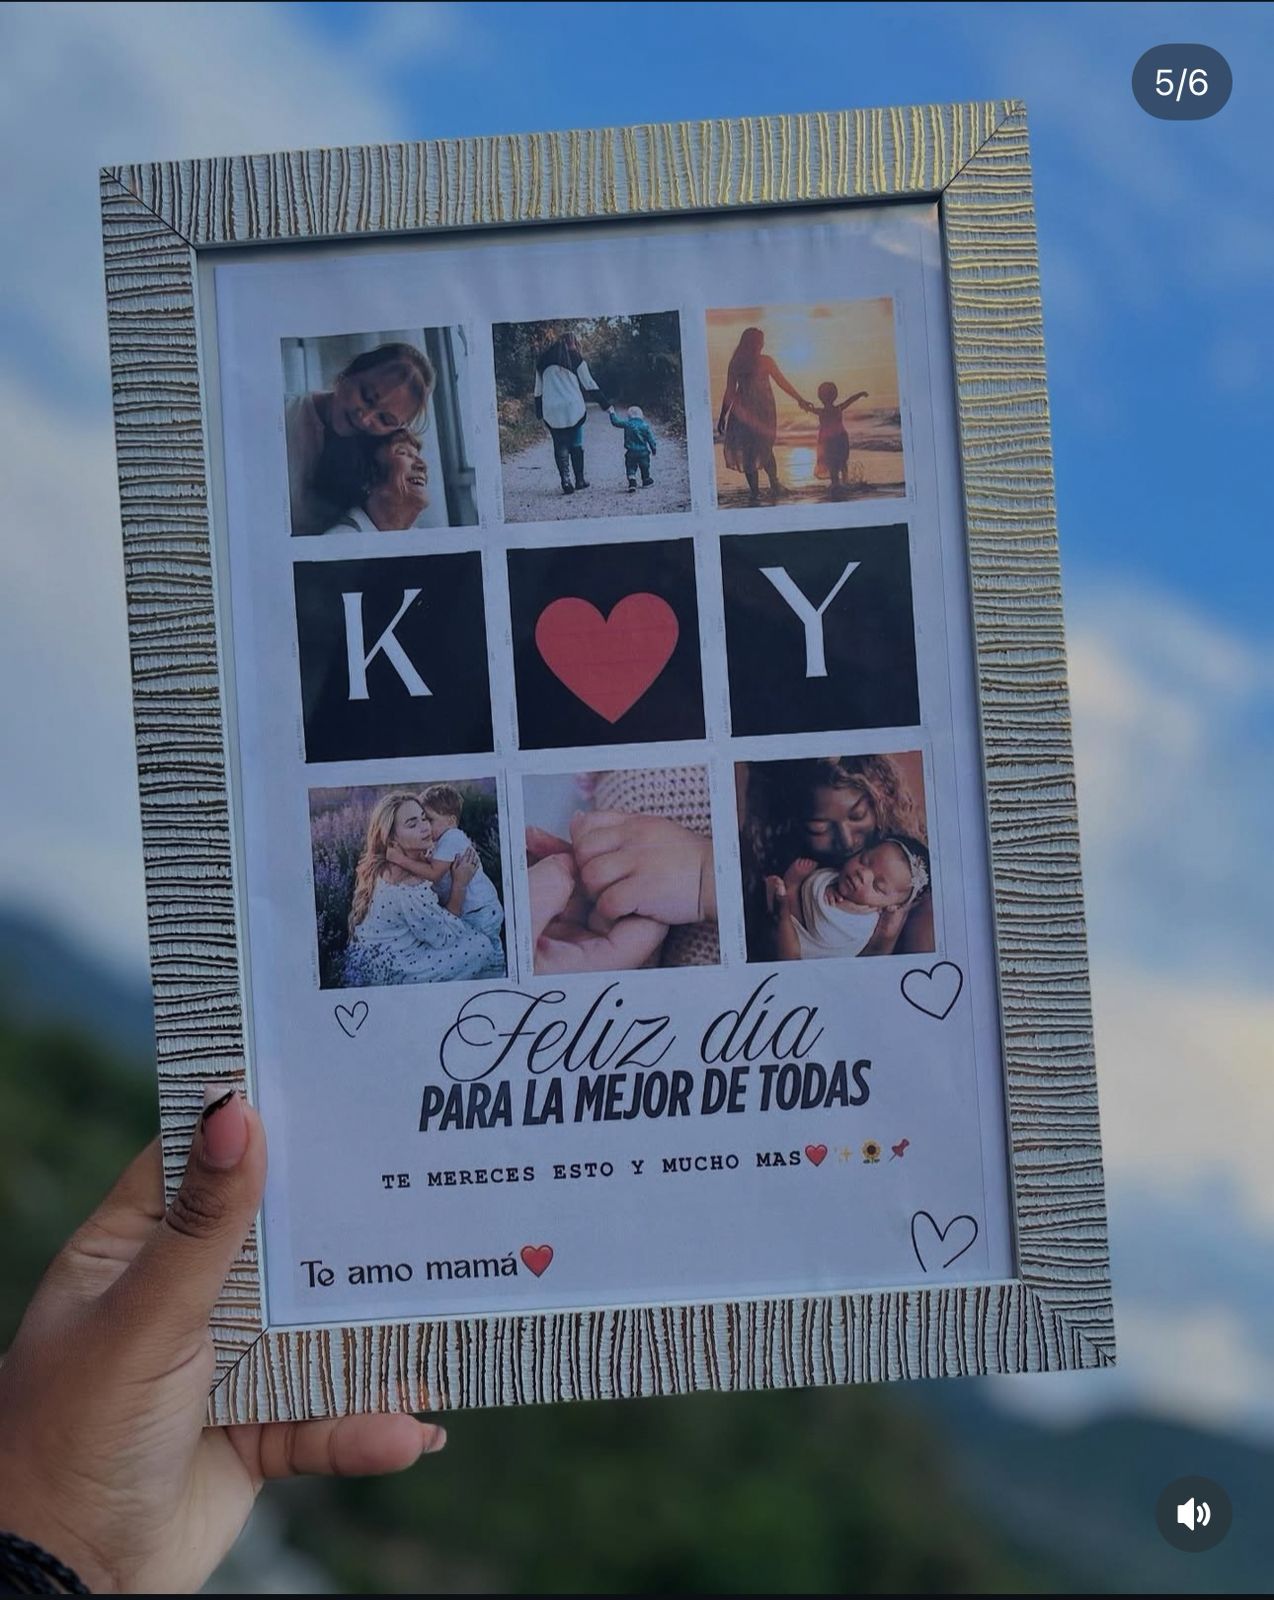 5/6
K ❤ Y
Feliz día
PARA LA MEJOR DE TODAS
TE MERECES ESTO Y MUCHO MAS❤️✨🌻📌
Te amo mamá❤️